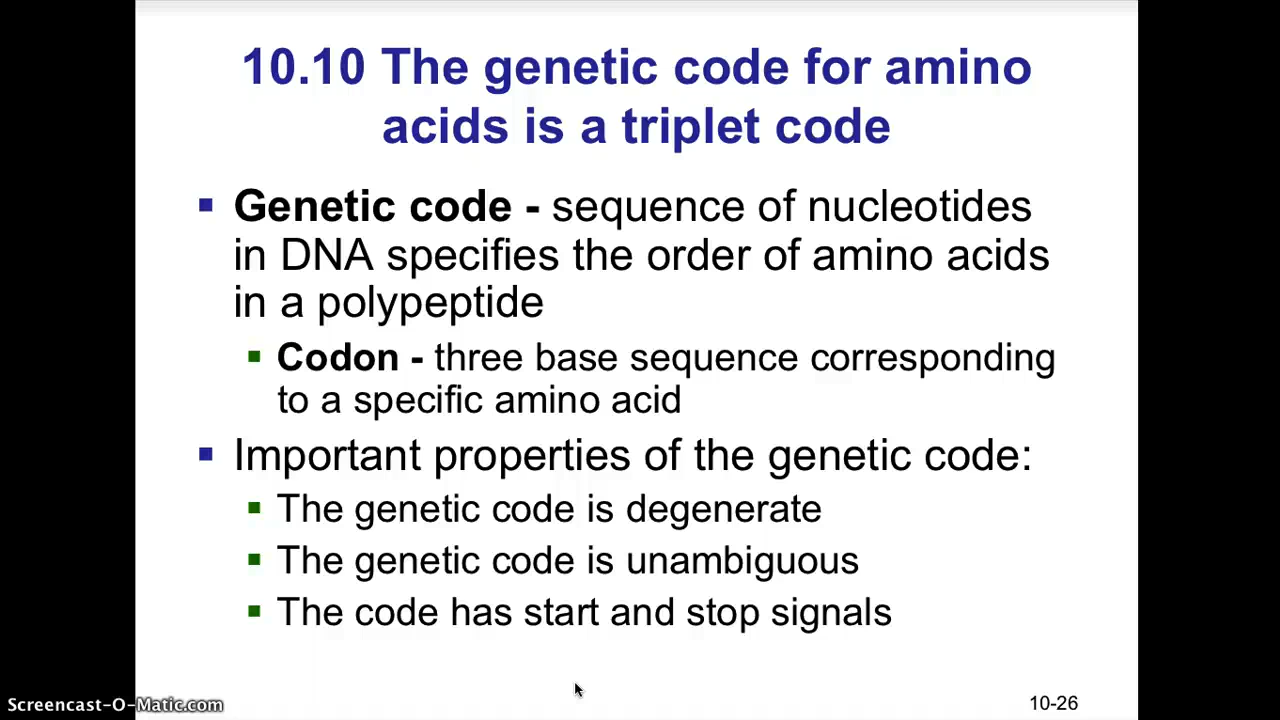 10.10 The genetic code for amino
acids is a triplet code
Genetic code - sequence of nucleotides
in DNA specifies the order of amino acids
in a polypeptide
Codon - three base sequence corresponding
to a specific amino acid
Important properties of the genetic code:
The genetic code is degenerate
The genetic code is unambiguous
The code has start and stop signals
Screencast-O-Matic.com
10-26